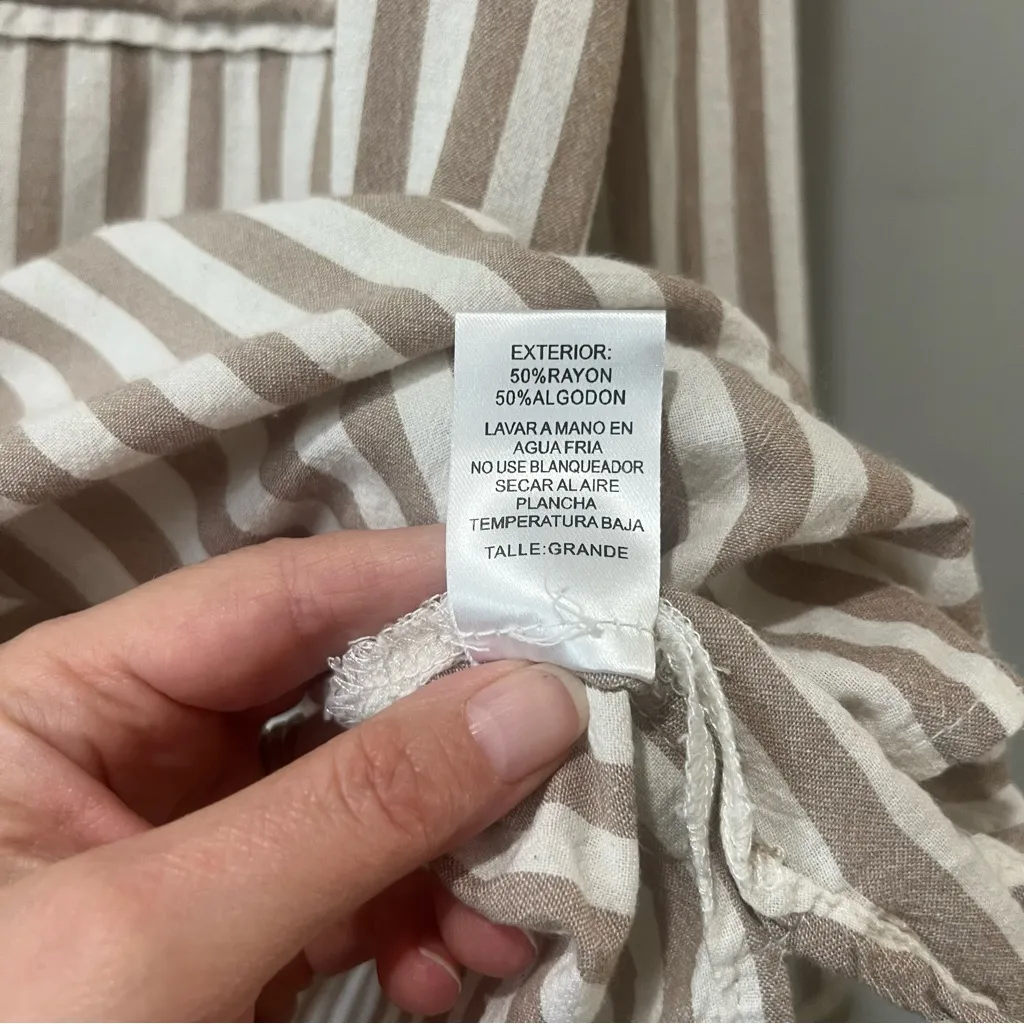 EXTERIOR:
50%RAYON
50%ALGODON
LAVAR A MANO EN
AGUA FRIA
NO USE BLANQUEADOR
SECAR AL AIRE
PLANCHA
TEMPERATURA BAJA
TALLE:GRANDE